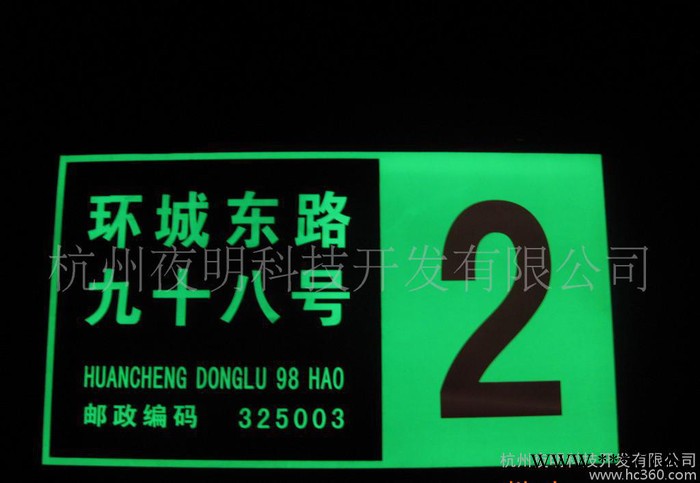 环城东路
杭州夜明科技开发有限公司
九十八号
HUANCHENG DONGLU 98 HAO
邮政编码 325003
2
www.hc360.com